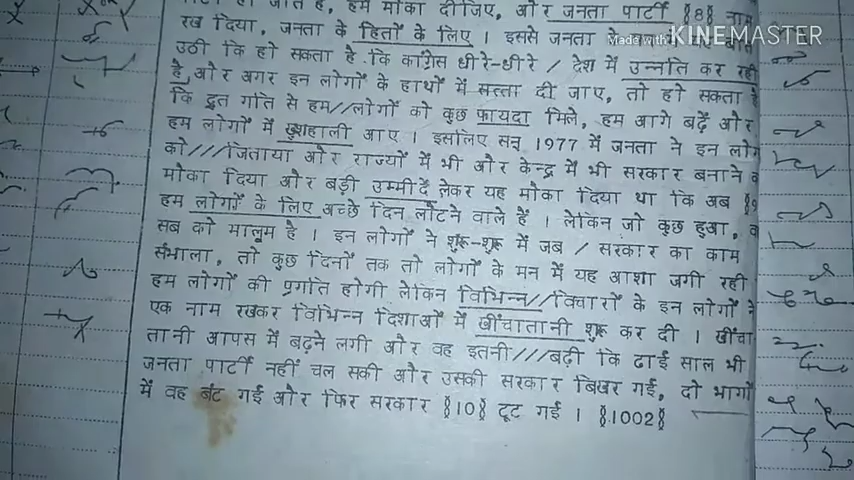 हो जाते हैं, हमें मौका दीजिए, और जनता पार्टी §8§ नाम
रख दिया, जनता के हितों के लिए । इससे जनता
Made with KINEMASTER
उठी कि हो सकता है कि कांग्रेस धीरे-धीरे / देश में उन्नति कर रही
है, और अगर इन लोगों के हाथों में सत्ता दी जाए, तो हो सकता है
कि द्रुत गति से हम//लोगों को कुछ फायदा मिले, हम आगे बढ़ें और
हम लोगों में खुशहाली आए । इसलिए सन् 1977 में जनता ने इन लोग
को///जिताया और राज्यों में भी और केन्द्र में भी सरकार बनाने
मौका दिया और बड़ी उम्मीदें लेकर यह मौका दिया था कि अब §9
हम लोगों के लिए अच्छे दिन लौटने वाले हैं । लेकिन जो कुछ हुआ, व
सब को मालूम है । इन लोगों ने शुरू-शुरू में जब / सरकार का काम
संभाला, तो कुछ दिनों तक तो लोगों के मन में यह आशा जगी रही
हम लोगों की प्रगति होगी लेकिन विभिन्न//विचारों के इन लोगों ने
एक नाम रखकर विभिन्न दिशाओं में खींचातानी शुरू कर दी । खींचा
तानी आपस में बढ़ने लगी और वह इतनी///बढ़ी कि ढाई साल भी
जनता पार्टी नहीं चल सकी और उसकी सरकार बिखर गई, दो भागों
में वह बंट गई और फिर सरकार §10§ टूट गई । §1002§